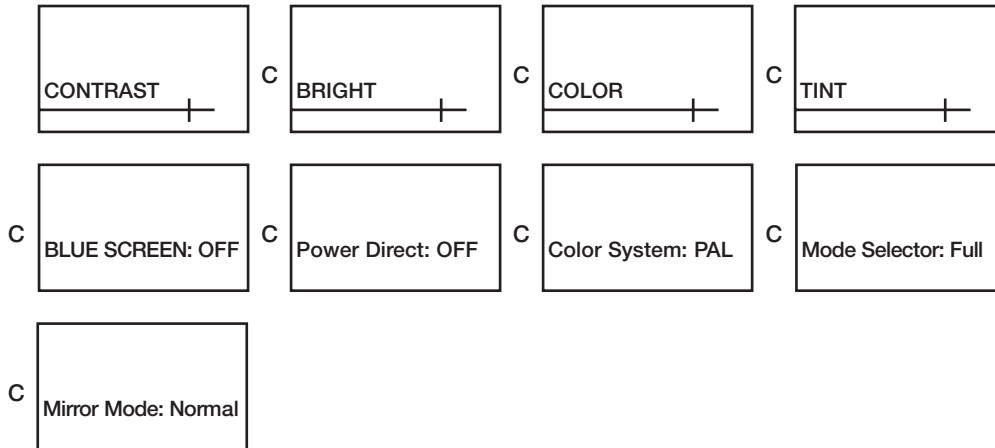 CONTRAST C BRIGHT C COLOR C TINT
C BLUE SCREEN: OFF C Power Direct: OFF C Color System: PAL C Mode Selector: Full
C Mirror Mode: Normal